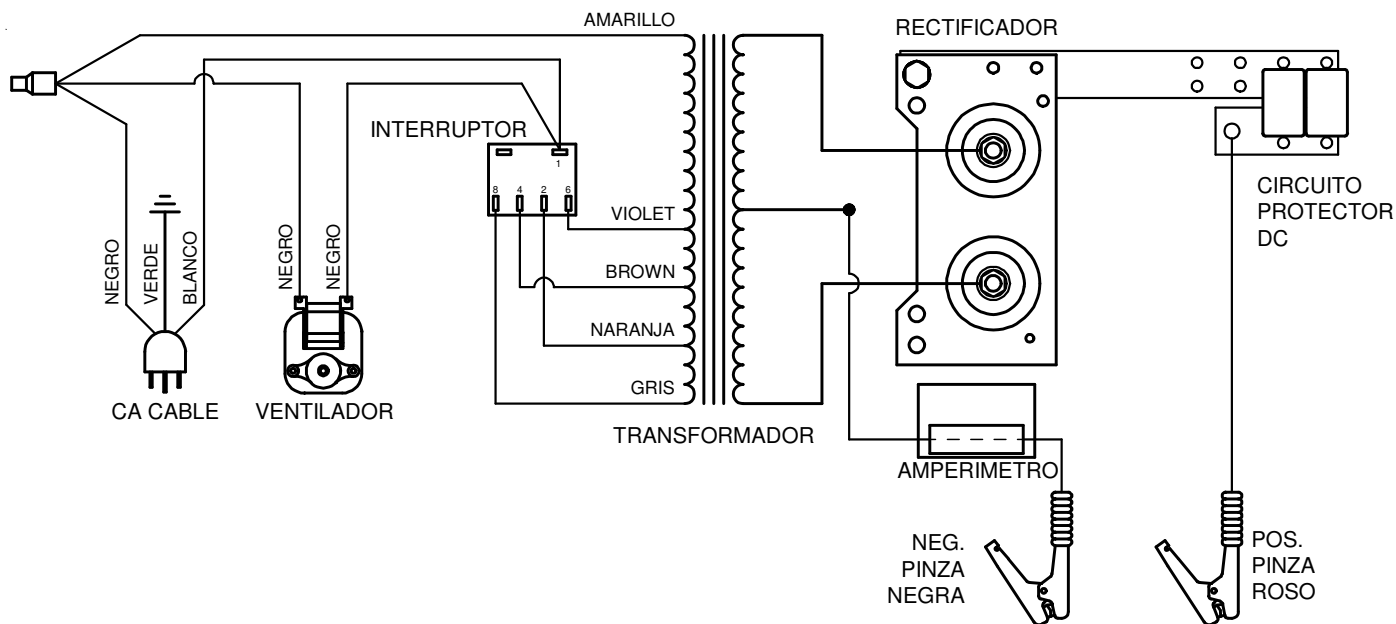 AMARILLO
RECTIFICADOR
INTERRUPTOR
1
8 4 2 6
CIRCUITO
PROTECTOR
DC
VIOLET
NEGRO
VERDE
BLANCO
NEGRO
NEGRO
BROWN
NARANJA
GRIS
CA CABLE
VENTILADOR
TRANSFORMADOR
AMPERIMETRO
NEG.
PINZA
NEGRA
POS.
PINZA
ROSO